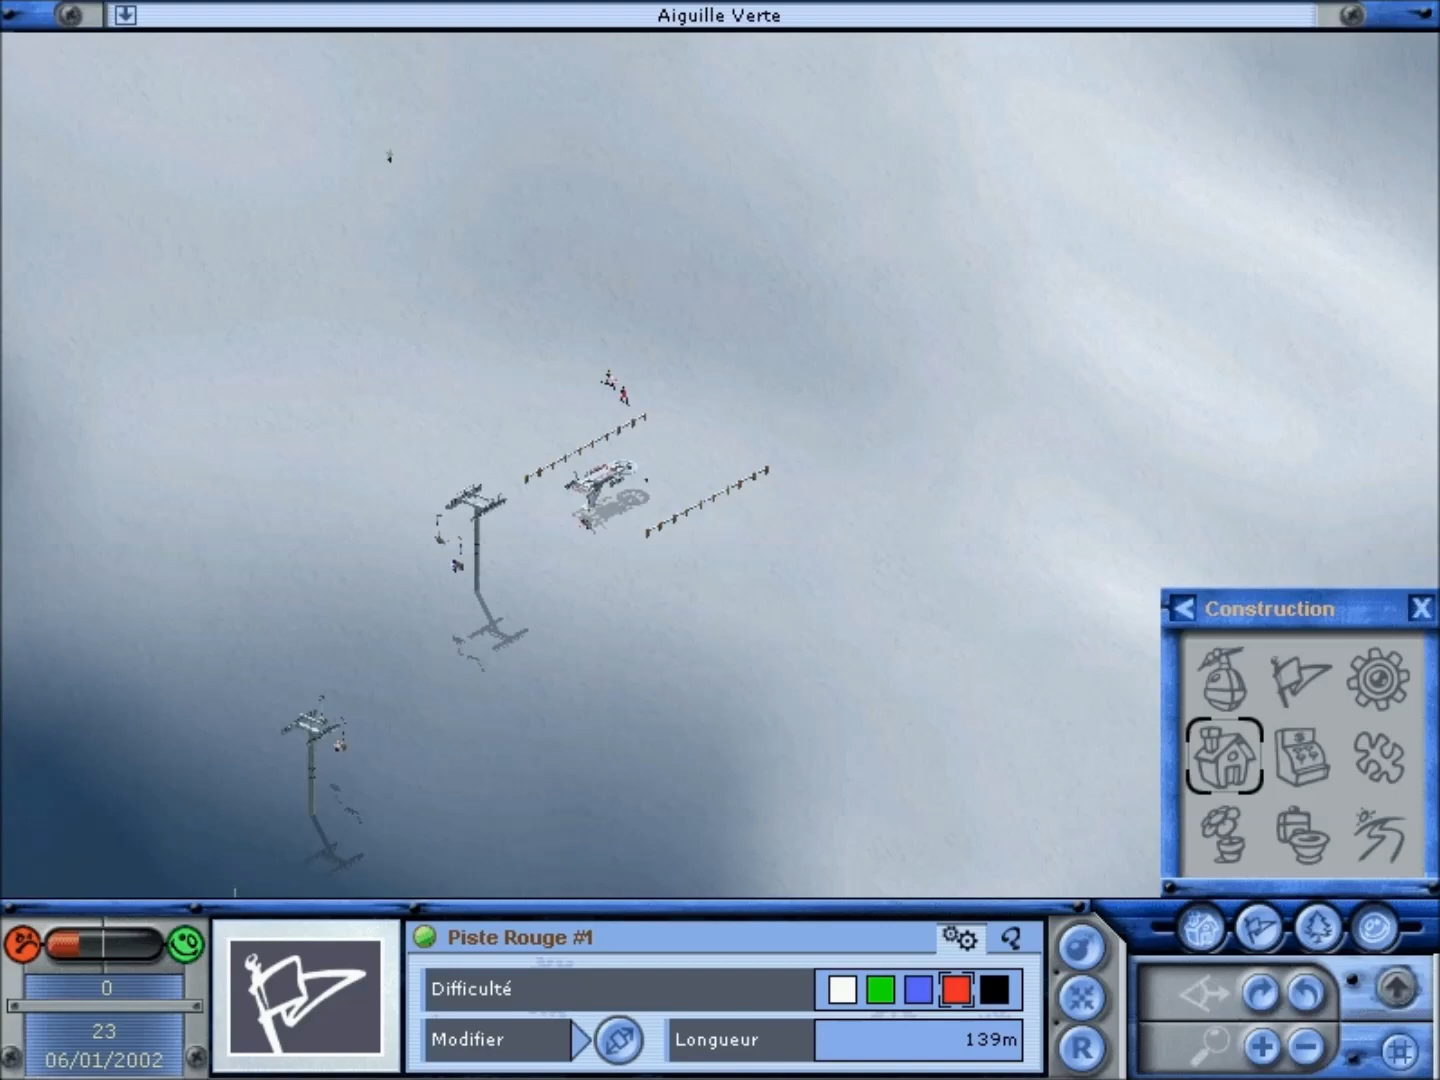 Aiguille Verte
Construction
Piste Rouge #1
Difficulté
Modifier
Longueur
139m
0
23
06/01/2002
R